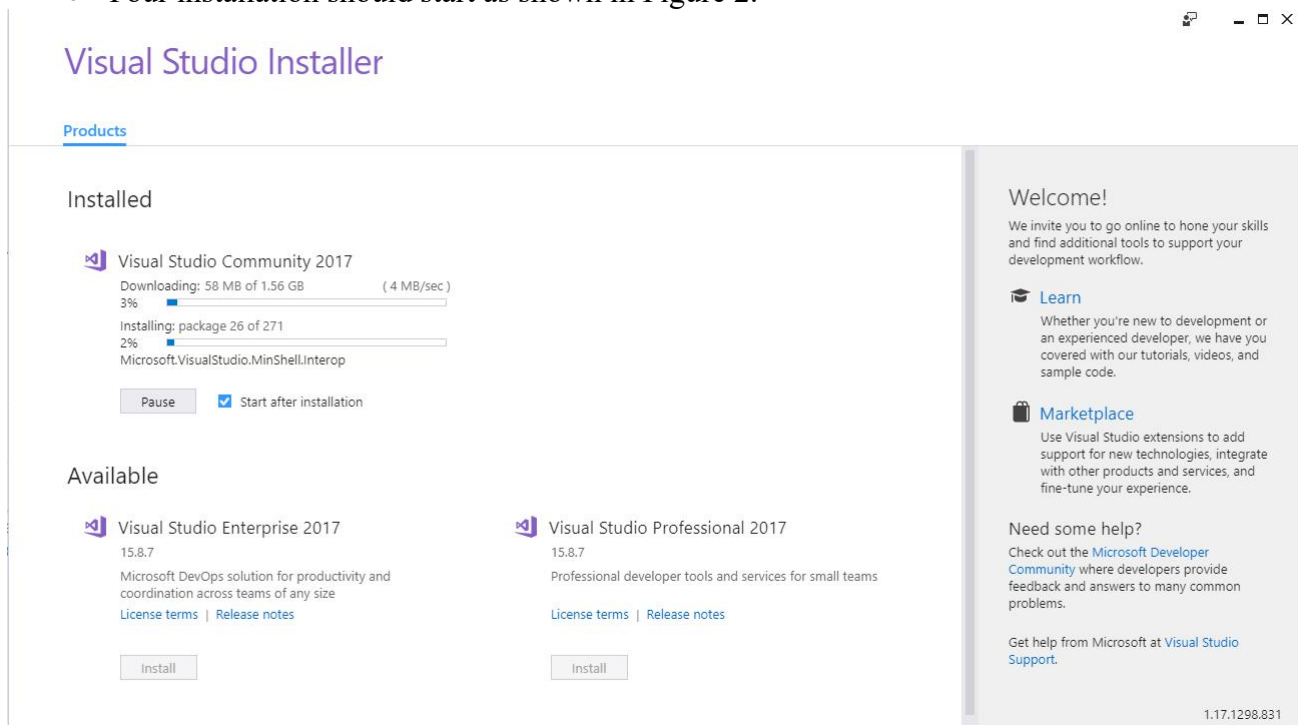 Your installation should start as shown in Figure 2.
Visual Studio Installer
Products
Installed
Visual Studio Community 2017
Downloading: 58 MB of 1.56 GB ( 4 MB/sec )
3%
Installing: package 26 of 271
2%
Microsoft.VisualStudio.MinShell.Interop
Pause Start after installation
Available
Visual Studio Enterprise 2017
15.8.7
Microsoft DevOps solution for productivity and
coordination across teams of any size
License terms | Release notes
Install
Visual Studio Professional 2017
15.8.7
Professional developer tools and services for small teams
License terms | Release notes
Install
Welcome!
We invite you to go online to hone your skills
and find additional tools to support your
development workflow.
Learn
Whether you're new to development or
an experienced developer, we have you
covered with our tutorials, videos, and
sample code.
Marketplace
Use Visual Studio extensions to add
support for new technologies, integrate
with other products and services, and
fine-tune your experience.
Need some help?
Check out the Microsoft Developer
Community where developers provide
feedback and answers to many common
problems.
Get help from Microsoft at Visual Studio
Support.
1.17.1298.831